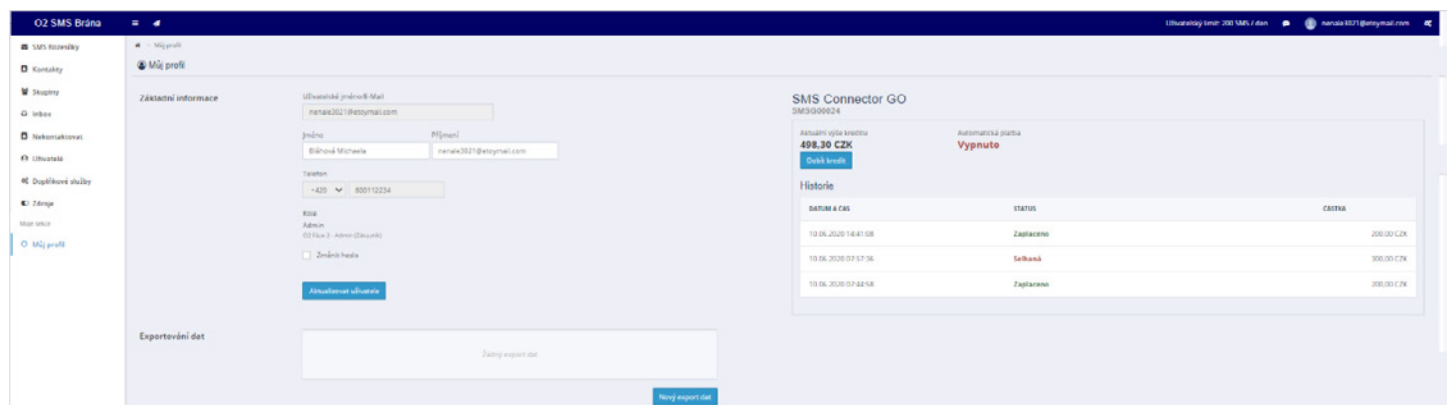 O2 SMS Brána
Uživatelský limit: 200 SMS / den
nenale3021@etoymail.com
SMS Rozesílky
Kontakty
Skupiny
Inbox
Nekontaktovat
Uživatelé
Doplňkové služby
Zdroje
Moje sekce
Můj profil
Můj profil
Můj profil
Základní informace
Uživatelské jméno/E-Mail
nenale3021@etoymail.com
Jméno
Příjmení
Bláhová Michaela
nenale3021@etoymail.com
Telefon
+420
800112234
Role
Admin
Změnit heslo
Aktualizovat uživatele
Exportování dat
Žádný export dat
Nový export dat
SMS Connector GO
SMSGO0024
Aktuální výše kreditu
Automatická platba
498,30 CZK
Vypnuto
Dobít kredit
Historie
DATUM A ČAS
STATUS
ČÁSTKA
10.06.2020 14:41:08
Zaplaceno
200,00 CZK
10.06.2020 07:57:36
Selhaná
300,00 CZK
10.06.2020 07:44:58
Zaplaceno
200,00 CZK